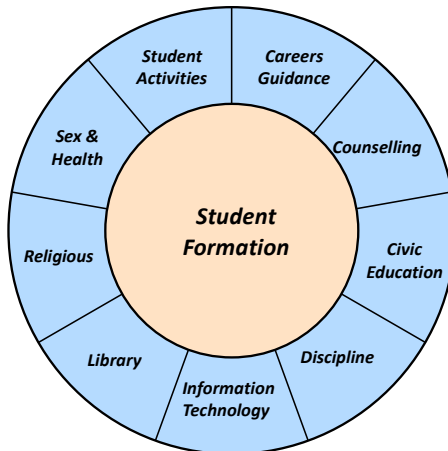 Student
Activities
Careers
Guidance
Sex &
Health
Counselling
Student
Formation
Religious
Civic
Education
Library
Discipline
Information
Technology